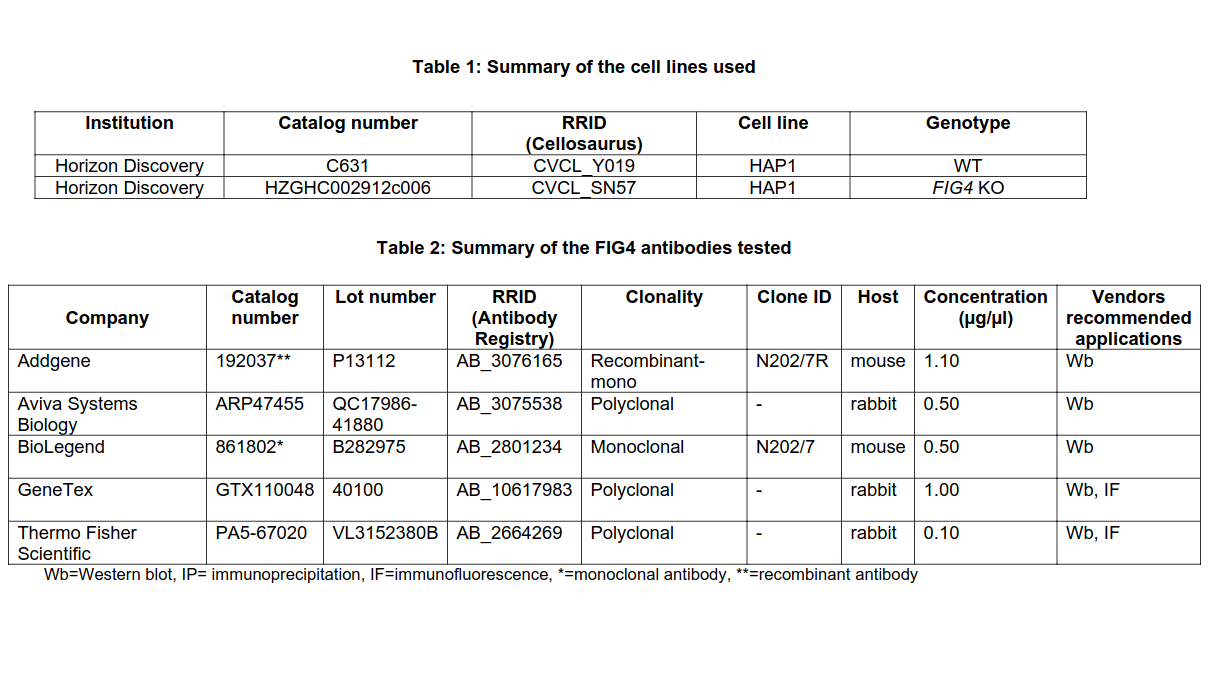 Table 1: Summary of the cell lines used
Institution Catalog number RRID (Cellosaurus) Cell line Genotype
Horizon Discovery C631 CVCL_Y019 HAP1 WT
Horizon Discovery HZGHC002912c006 CVCL_SN57 HAP1 FIG4 KO
Table 2: Summary of the FIG4 antibodies tested
Company Catalog number Lot number RRID (Antibody Registry) Clonality Clone ID Host Concentration (µg/µl) Vendors recommended applications
Addgene 192037** P13112 AB_3076165 Recombinant-mono N202/7R mouse 1.10 Wb
Aviva Systems Biology ARP47455 QC17986-41880 AB_3075538 Polyclonal - rabbit 0.50 Wb
BioLegend 861802* B282975 AB_2801234 Monoclonal N202/7 mouse 0.50 Wb
GeneTex GTX110048 40100 AB_10617983 Polyclonal - rabbit 1.00 Wb, IF
Thermo Fisher Scientific PA5-67020 VL3152380B AB_2664269 Polyclonal - rabbit 0.10 Wb, IF
Wb=Western blot, IP= immunoprecipitation, IF=immunofluorescence, *=monoclonal antibody, **=recombinant antibody